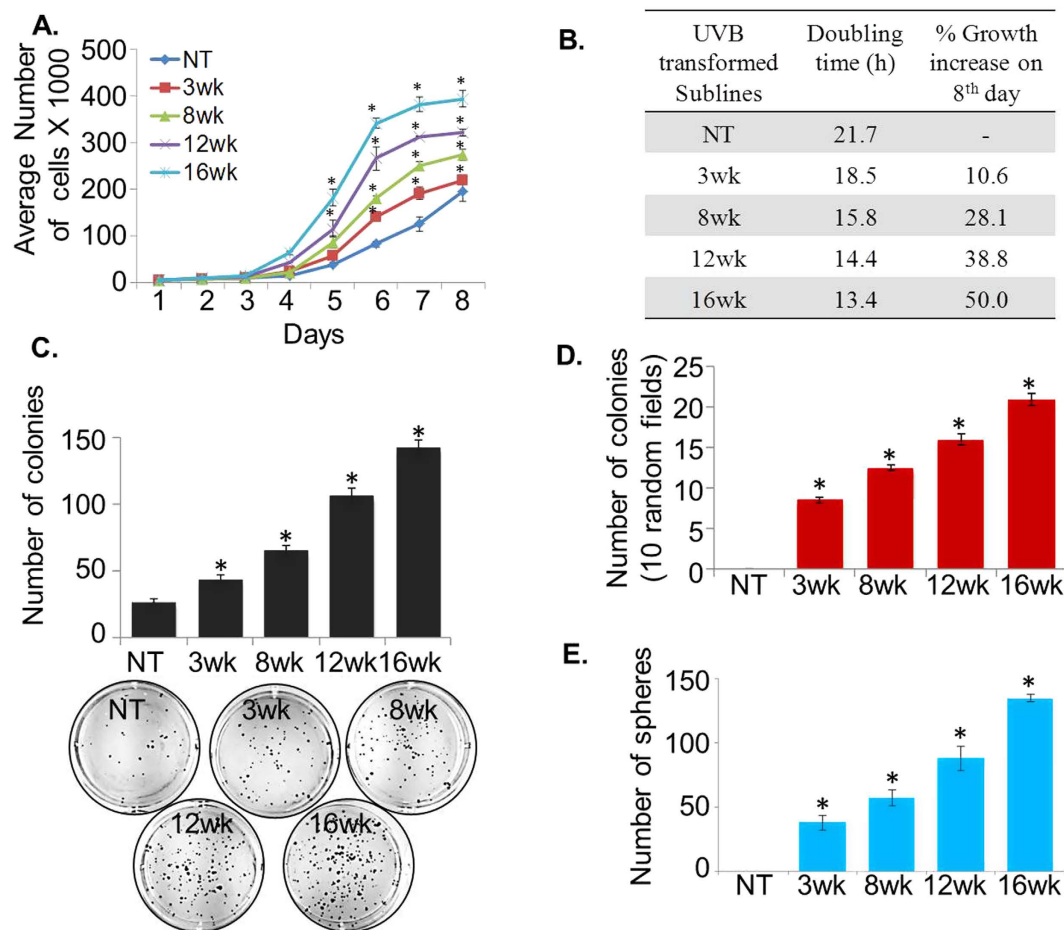 A.
Average Number
of cells X 1000
500
400
300
200
100
0
NT
3wk
8wk
12wk
16wk
* * * *
* * *
* * * *
* * *
1 2 3 4 5 6 7 8
Days
B.
UVB
transformed
Sublines
Doubling
time (h)
% Growth
increase on
8th day
NT 21.7 -
3wk 18.5 10.6
8wk 15.8 28.1
12wk 14.4 38.8
16wk 13.4 50.0
C.
Number of colonies
150
100
50
0
* * * *
NT 3wk 8wk 12wk 16wk
NT 3wk 8wk
12wk 16wk
D.
Number of colonies
(10 random fields)
25
20
15
10
5
0
* * * *
NT 3wk 8wk 12wk 16wk
E.
Number of spheres
150
100
50
0
* * * *
NT 3wk 8wk 12wk 16wk